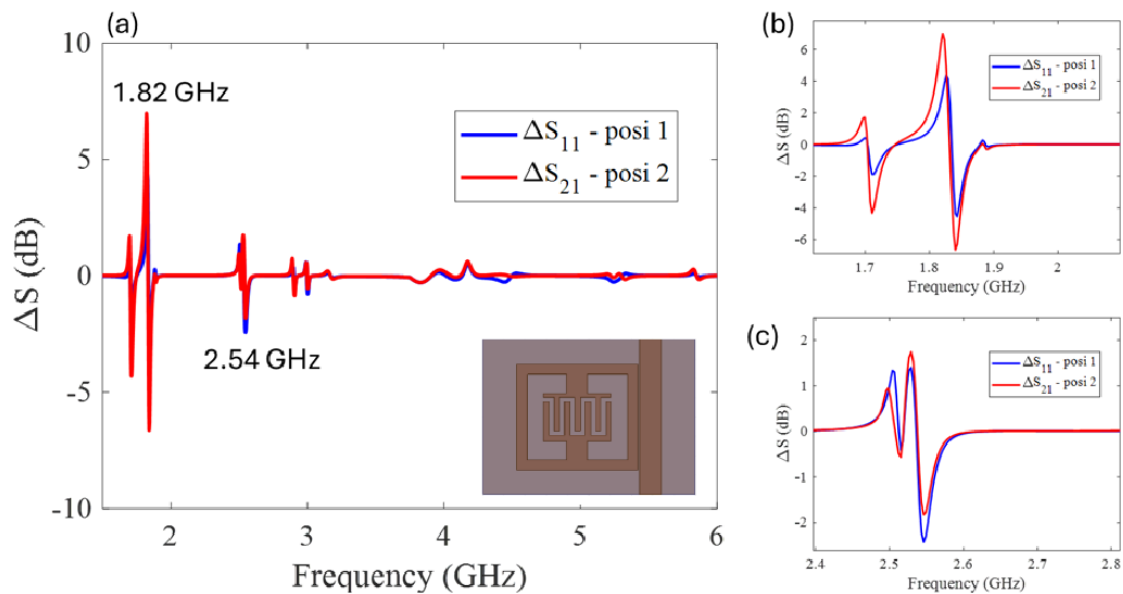 (a)
10
5
0
-5
-10
ΔS (dB)
1.82 GHz
2.54 GHz
ΔS11 - posi 1
ΔS21 - posi 2
2
3
4
5
6
Frequency (GHz)
(b)
6
4
2
0
-2
-4
-6
ΔS (dB)
ΔS11 - posi 1
ΔS21 - posi 2
1.7
1.8
1.9
2
Frequency (GHz)
(c)
2
1
0
-1
-2
ΔS (dB)
ΔS11 - posi 1
ΔS21 - posi 2
2.4
2.5
2.6
2.7
2.8
Frequency (GHz)